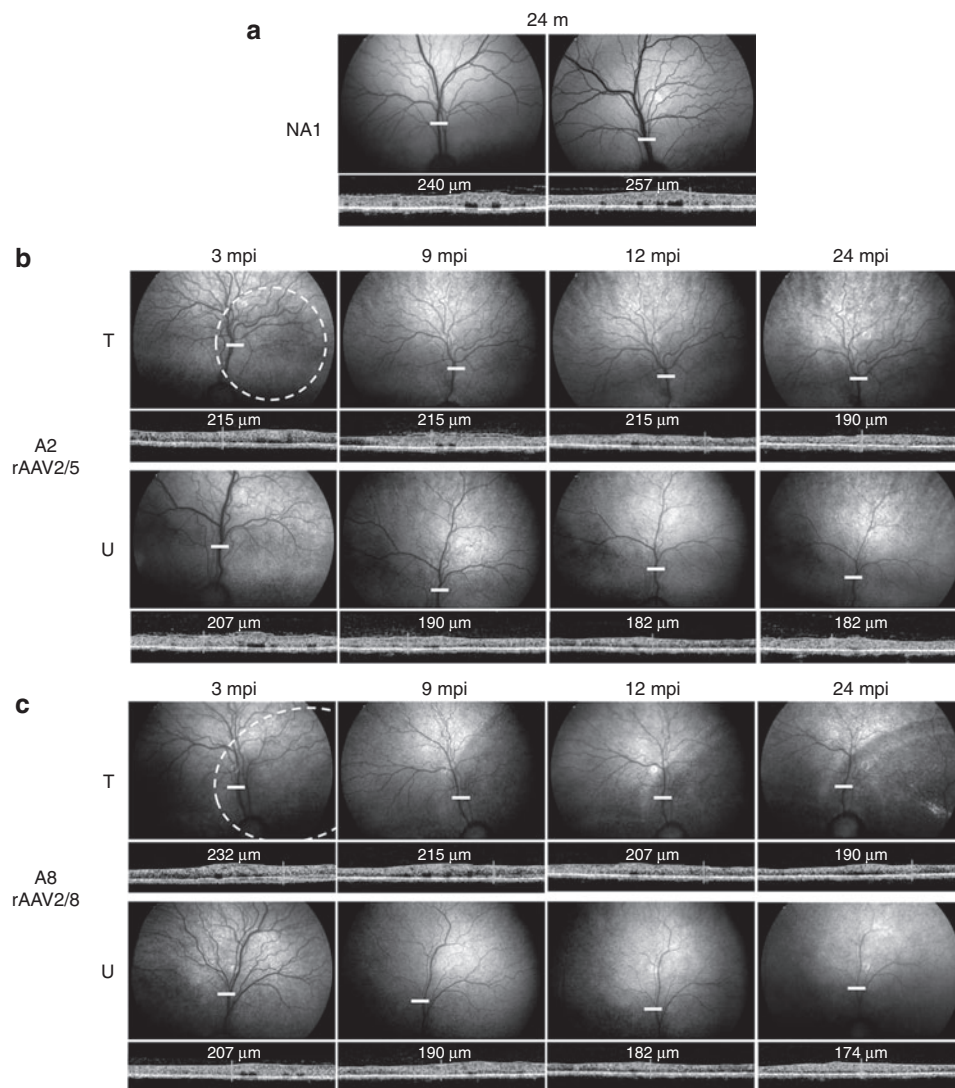 a
24 m
NA1
240 μm 257 μm
b
3 mpi 9 mpi 12 mpi 24 mpi
T
215 μm 215 μm 215 μm 190 μm
A2
rAAV2/5
U
207 μm 190 μm 182 μm 182 μm
c
3 mpi 9 mpi 12 mpi 24 mpi
T
232 μm 215 μm 207 μm 190 μm
A8
rAAV2/8
U
207 μm 190 μm 182 μm 174 μm